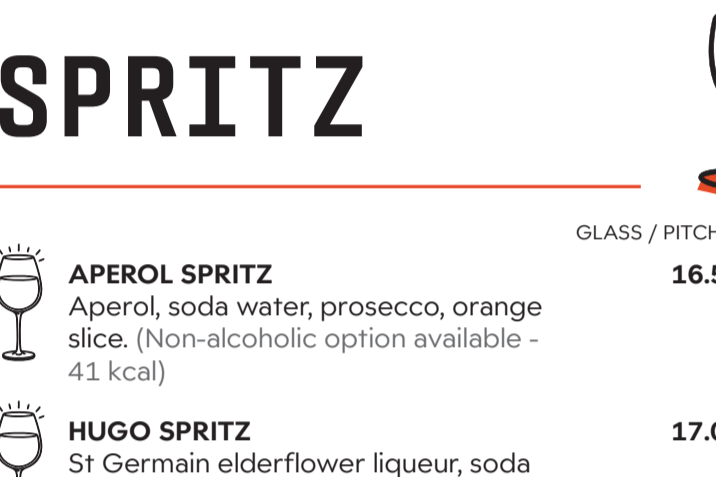 SPRITZ
GLASS / PITCH
APEROL SPRITZ
Aperol, soda water, prosecco, orange
slice. (Non-alcoholic option available -
41 kcal)
HUGO SPRITZ
St Germain elderflower liqueur, soda